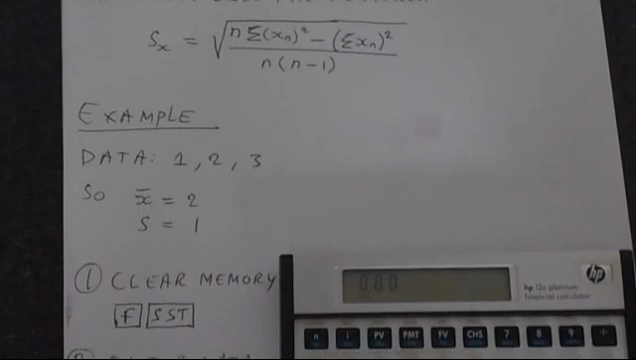 Sx = √(n Σ(xn)² − (Σxn)² / n(n−1))
EXAMPLE
DATA: 1, 2, 3
SO x̄ = 2
S = 1
① CLEAR MEMORY
f SST
0.00
hp
hp 12c platinum
financial calculator
n i PV PMT FV CHS 7 8 9 ÷